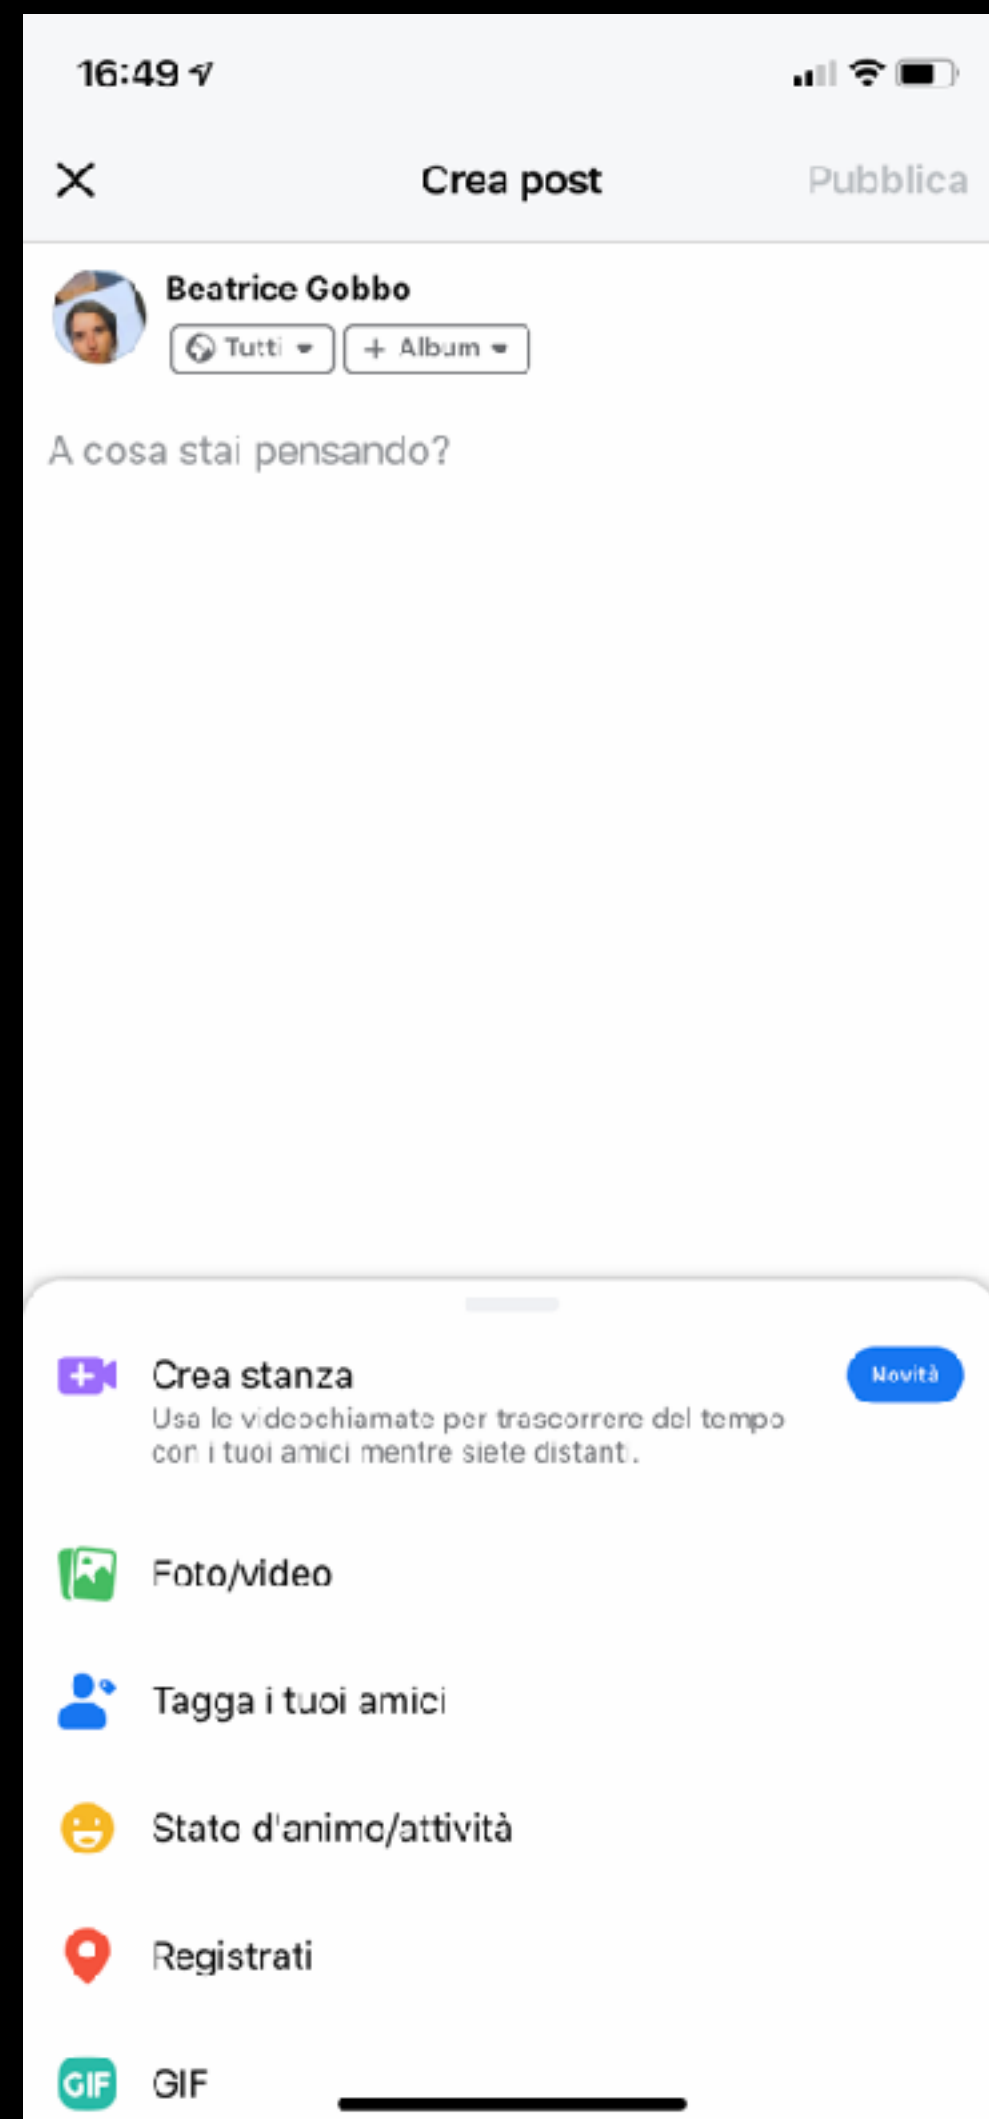 16:49
Crea post
Pubblica
Beatrice Gobbo
Tutti
+ Album
A cosa stai pensando?
Crea stanza
Novità
Usa le videochiamate per trascorrere del tempo
con i tuoi amici mentre siete distanti.
Foto/video
Tagga i tuoi amici
Stato d'animo/attività
Registrati
GIF GIF